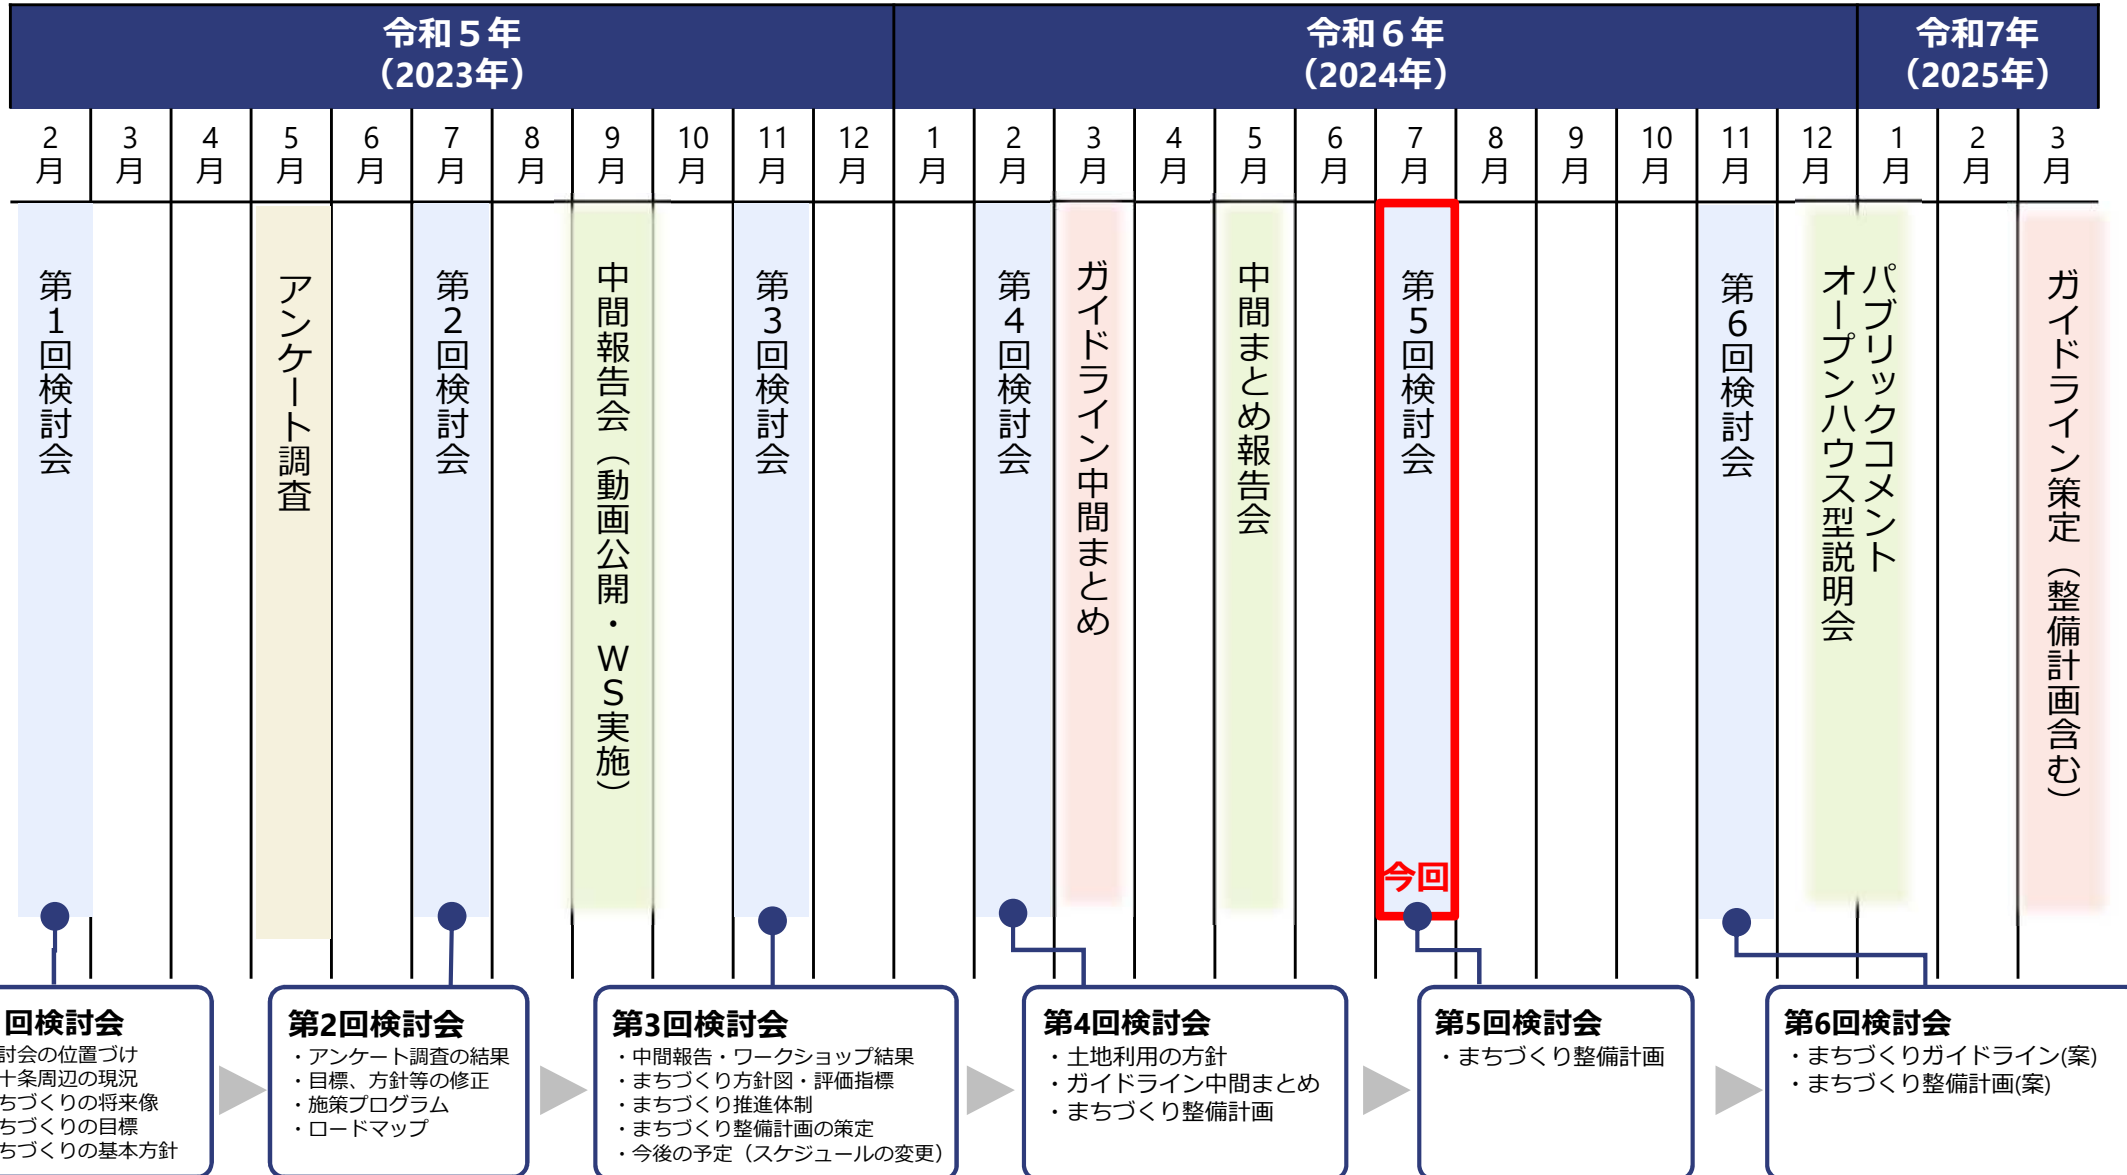 令和５年
（2023年）
令和６年
（2024年）
令和7年
（2025年）
2月
3月
4月
5月
6月
7月
8月
9月
10月
11月
12月
1月
2月
3月
4月
5月
6月
7月
8月
9月
10月
11月
12月
1月
2月
3月
第１回検討会
アンケート調査
第２回検討会
中間報告会（動画公開・ＷＳ実施）
第３回検討会
第４回検討会
ガイドライン中間まとめ
中間まとめ報告会
第５回検討会
今回
第６回検討会
パブリックコメント
オープンハウス型説明会
ガイドライン策定（整備計画含む）
回検討会
討会の位置づけ
十条周辺の現況
ちづくりの将来像
ちづくりの目標
ちづくりの基本方針
第2回検討会
・アンケート調査の結果
・目標、方針等の修正
・施策プログラム
・ロードマップ
第3回検討会
・中間報告・ワークショップ結果
・まちづくり方針図・評価指標
・まちづくり推進体制
・まちづくり整備計画の策定
・今後の予定（スケジュールの変更）
第4回検討会
・土地利用の方針
・ガイドライン中間まとめ
・まちづくり整備計画
第5回検討会
・まちづくり整備計画
第6回検討会
・まちづくりガイドライン(案)
・まちづくり整備計画(案)